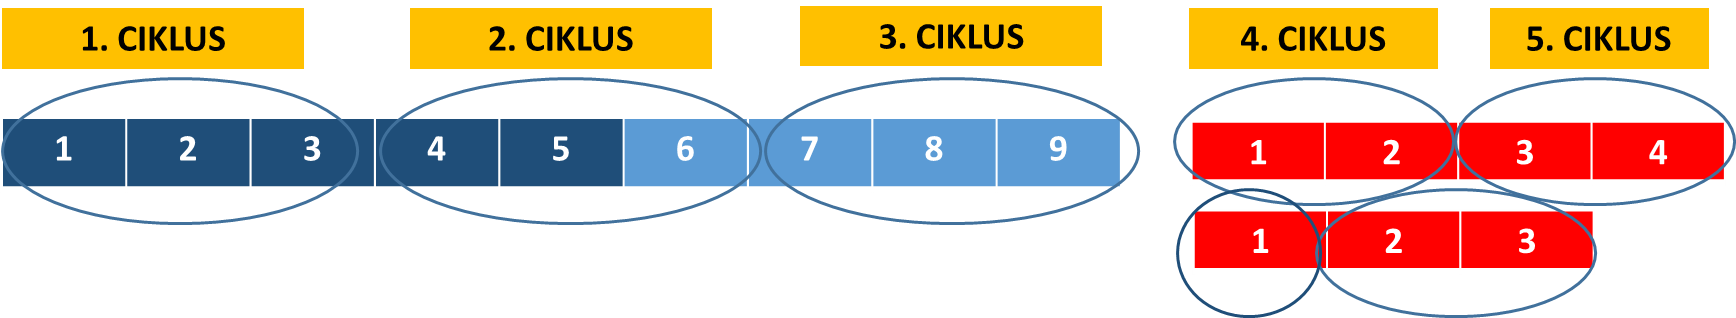 1. CIKLUS 2. CIKLUS 3. CIKLUS 4. CIKLUS 5. CIKLUS
1 2 3 4 5 6 7 8 9 1 2 3 4
1 2 3